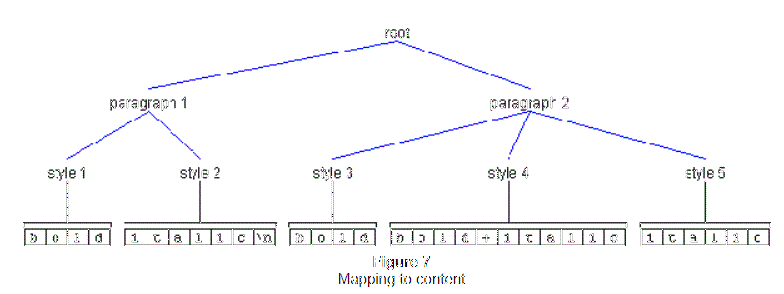 root
paragraph 1 paragraph 2
style 1 style 2 style 3 style 4 style 5
b o l d i t a l i c \n b o l d b o l d + i t a l i c i t a l i c
Figure 7
Mapping to content